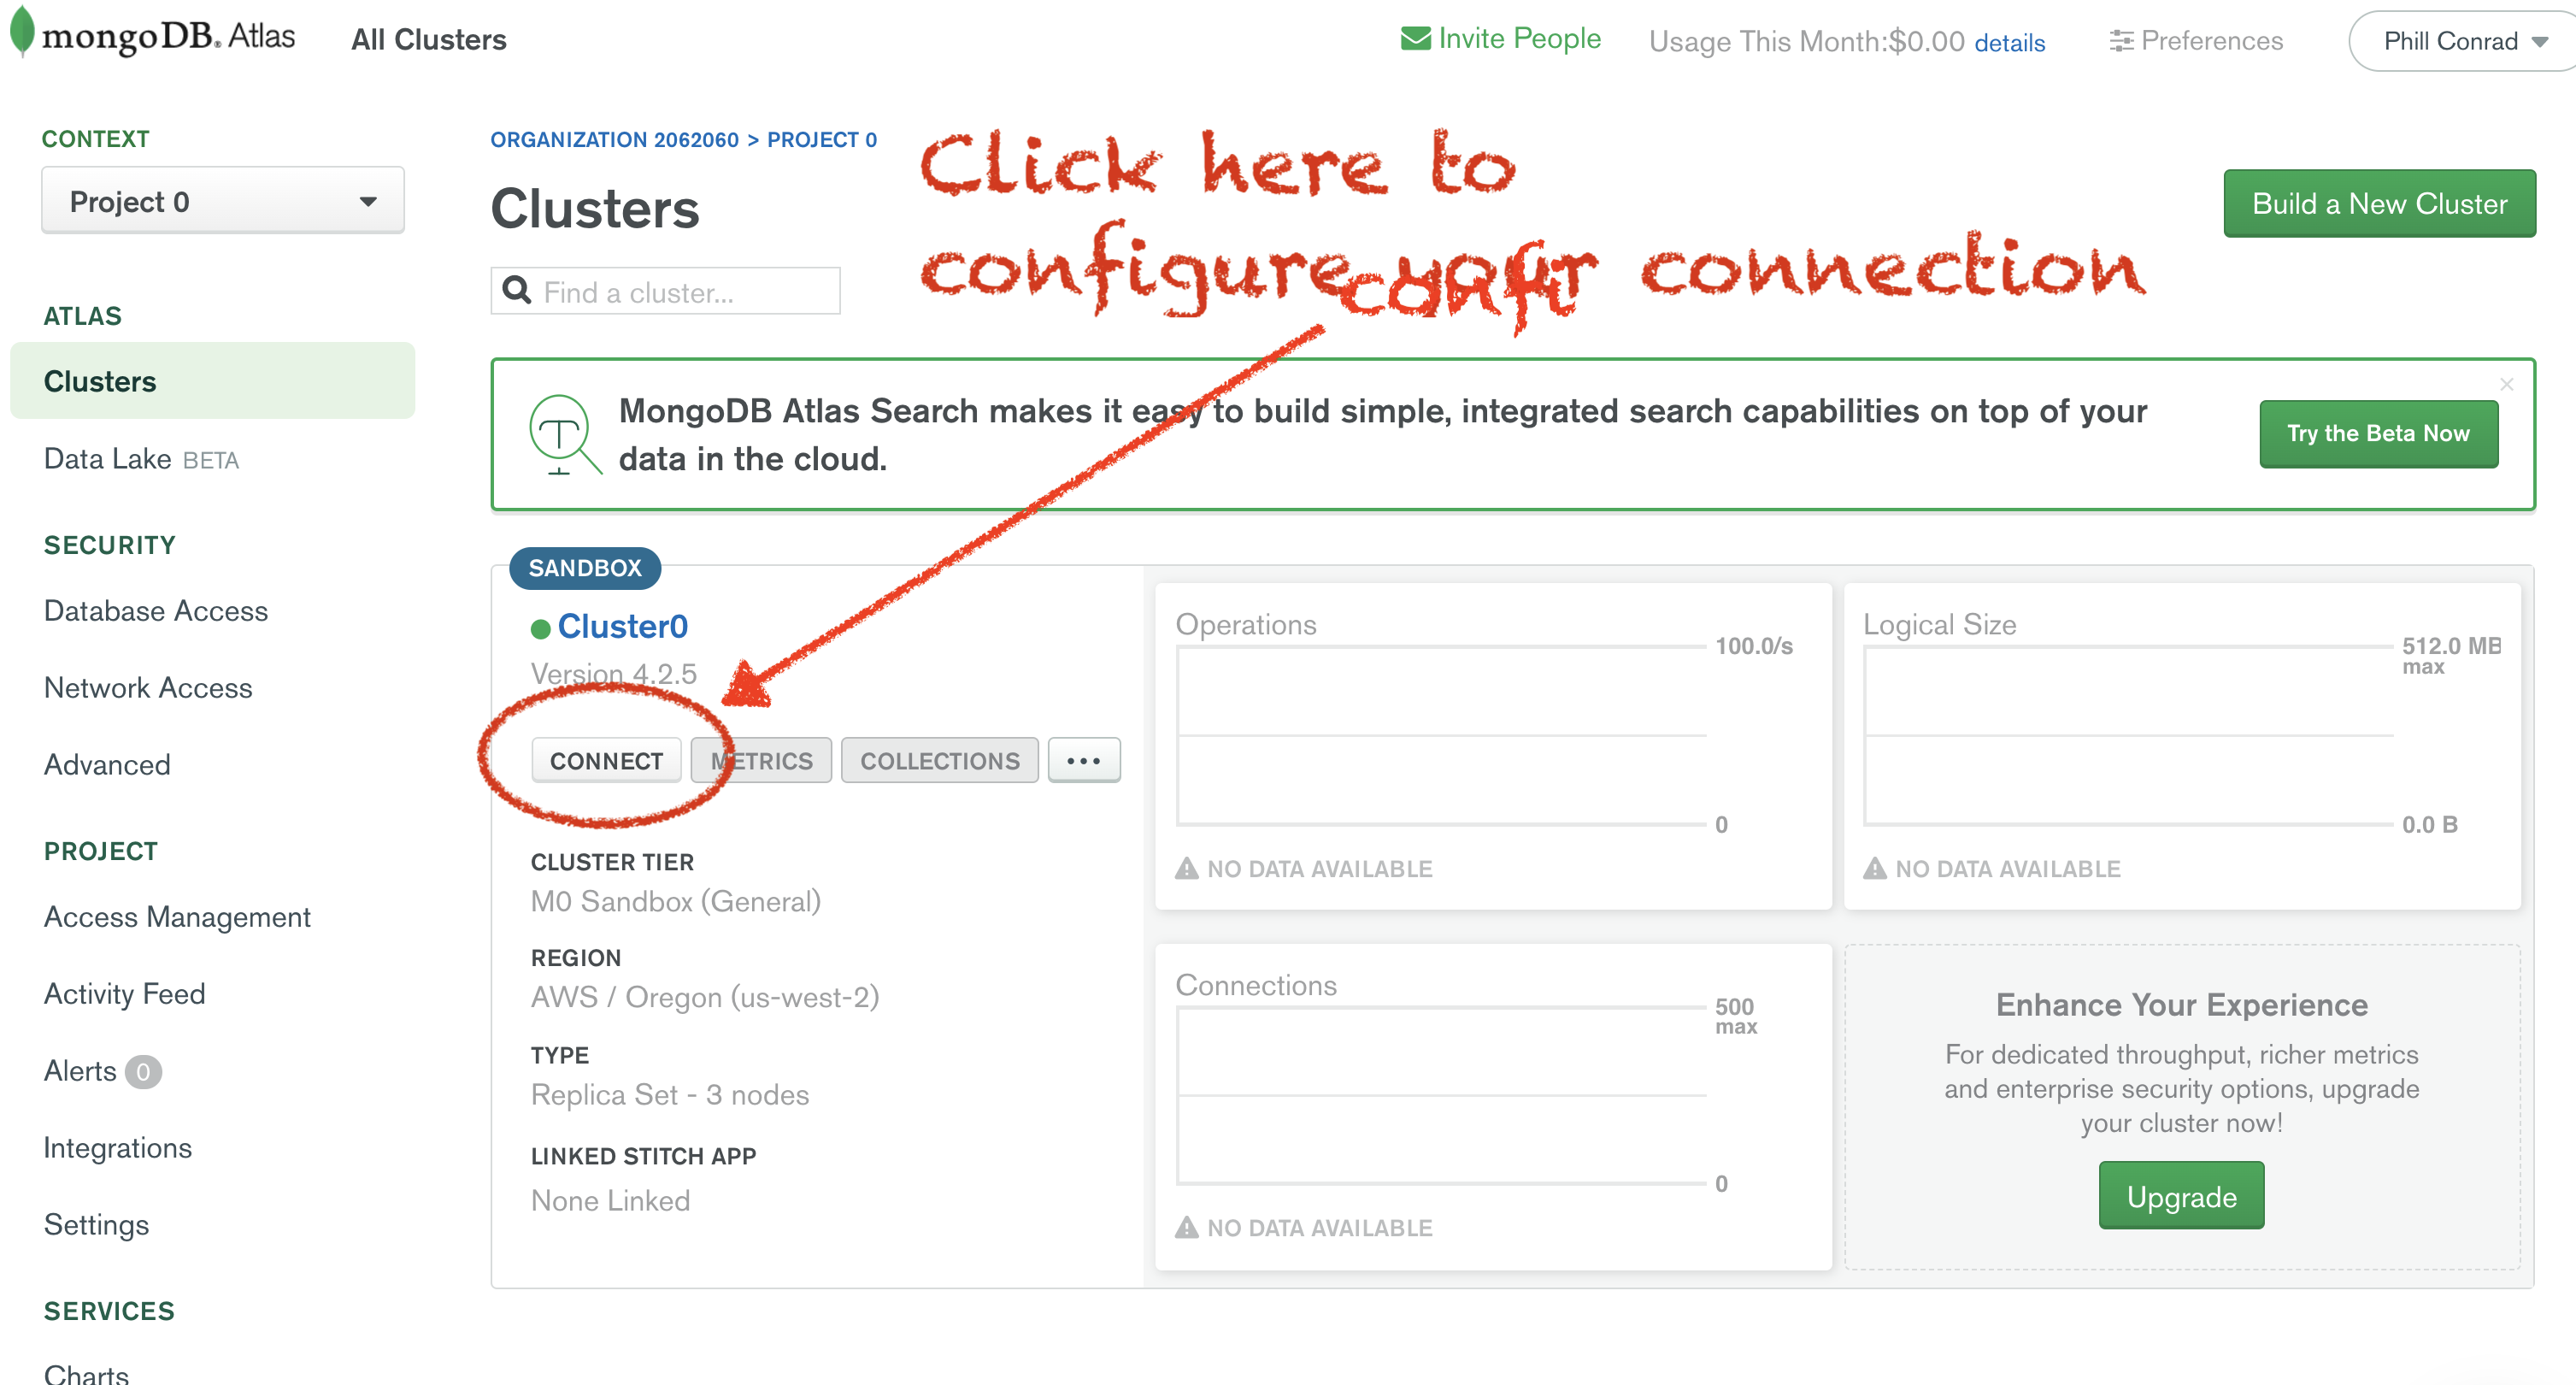 mongoDB. Atlas
All Clusters
Invite People
Usage This Month:$0.00 details
Preferences
Phill Conrad
CONTEXT
Project 0
ATLAS
Clusters
Data Lake BETA
SECURITY
Database Access
Network Access
Advanced
PROJECT
Access Management
Activity Feed
Alerts 0
Integrations
Settings
SERVICES
Charts
ORGANIZATION 2062060 > PROJECT 0
Clusters
Find a cluster...
Click here to
configure your connection
confi
Build a New Cluster
MongoDB Atlas Search makes it easy to build simple, integrated search capabilities on top of your
data in the cloud.
Try the Beta Now
SANDBOX
Cluster0
Version 4.2.5
CONNECT
METRICS
COLLECTIONS
...
CLUSTER TIER
M0 Sandbox (General)
REGION
AWS / Oregon (us-west-2)
TYPE
Replica Set - 3 nodes
LINKED STITCH APP
None Linked
Operations
100.0/s
0
NO DATA AVAILABLE
Logical Size
512.0 MB
max
0.0 B
NO DATA AVAILABLE
Connections
500
max
0
NO DATA AVAILABLE
Enhance Your Experience
For dedicated throughput, richer metrics
and enterprise security options, upgrade
your cluster now!
Upgrade